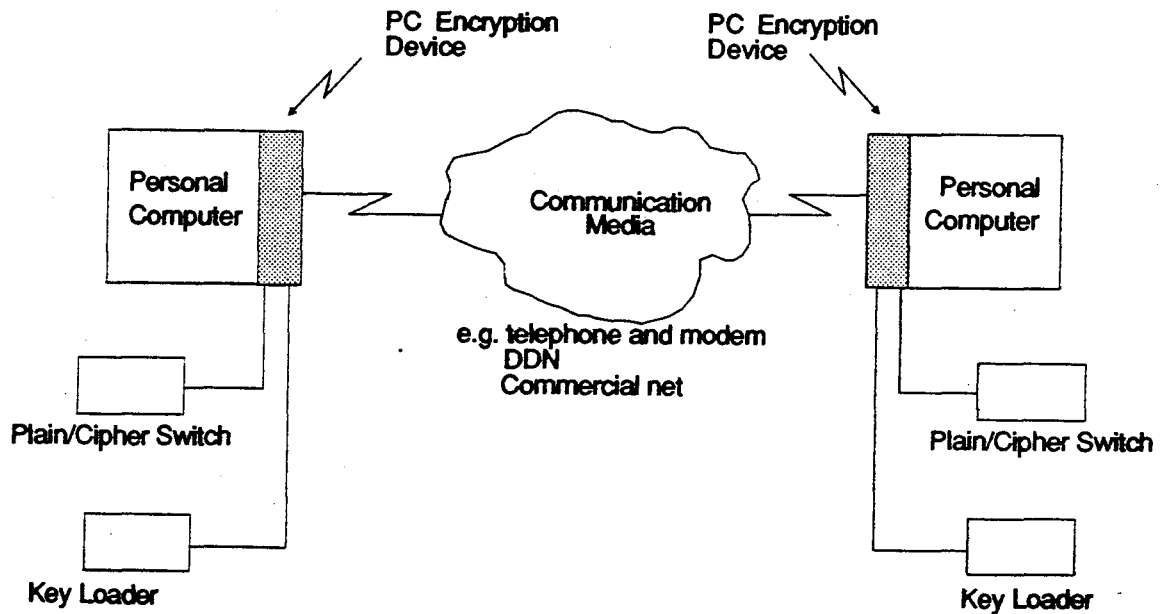 PC Encryption
Device
PC Encryption
Device
Personal
Computer
Communication
Media
Personal
Computer
e.g. telephone and modem
DDN
Commercial net
Plain/Cipher Switch
Plain/Cipher Switch
Key Loader
Key Loader